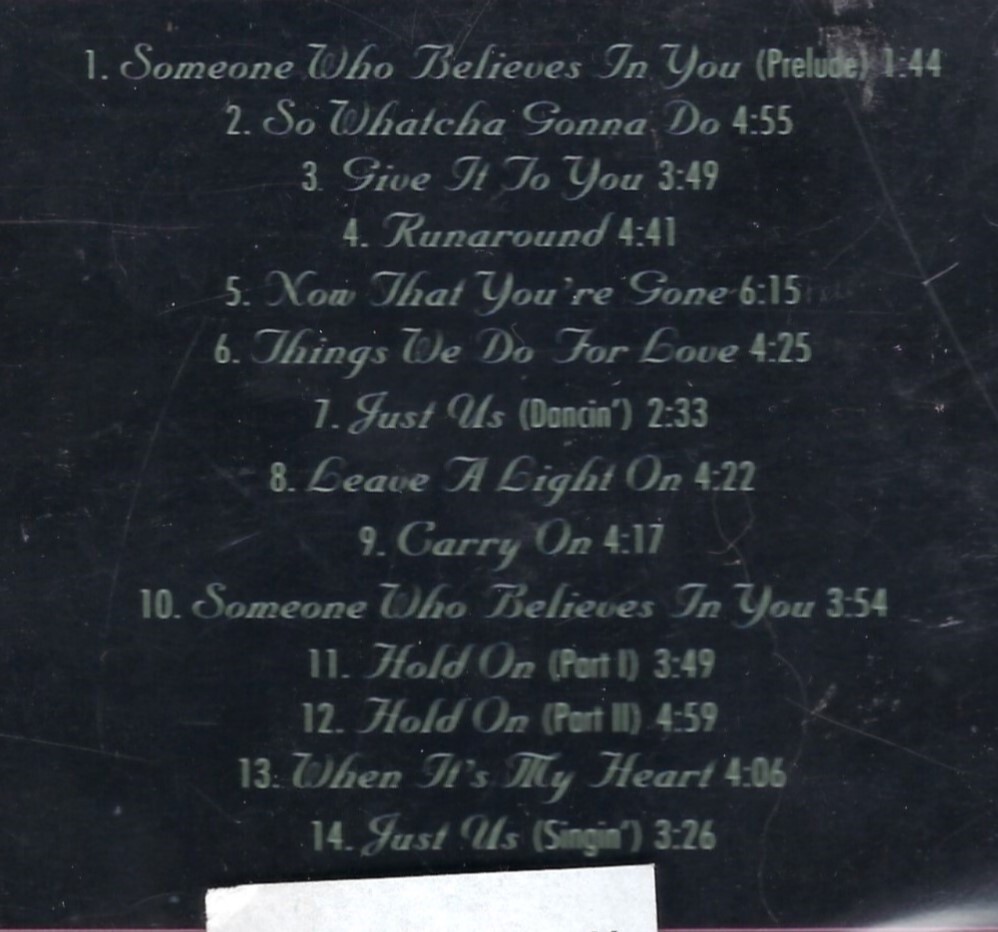 1. Someone Who Believes In You (Prelude) 1:44
2. So Whatcha Gonna Do 4:55
3. Give It To You 3:49
4. Runaround 4:41
5. Now That You're Gone 6:15
6. Things We Do For Love 4:25
7. Just Us (Dancin') 2:33
8. Leave A Light On 4:22
9. Carry On 4:17
10. Someone Who Believes In You 3:54
11. Hold On (Part I) 3:49
12. Hold On (Part II) 4:59
13. When It's My Heart 4:06
14. Just Us (Singin') 3:26